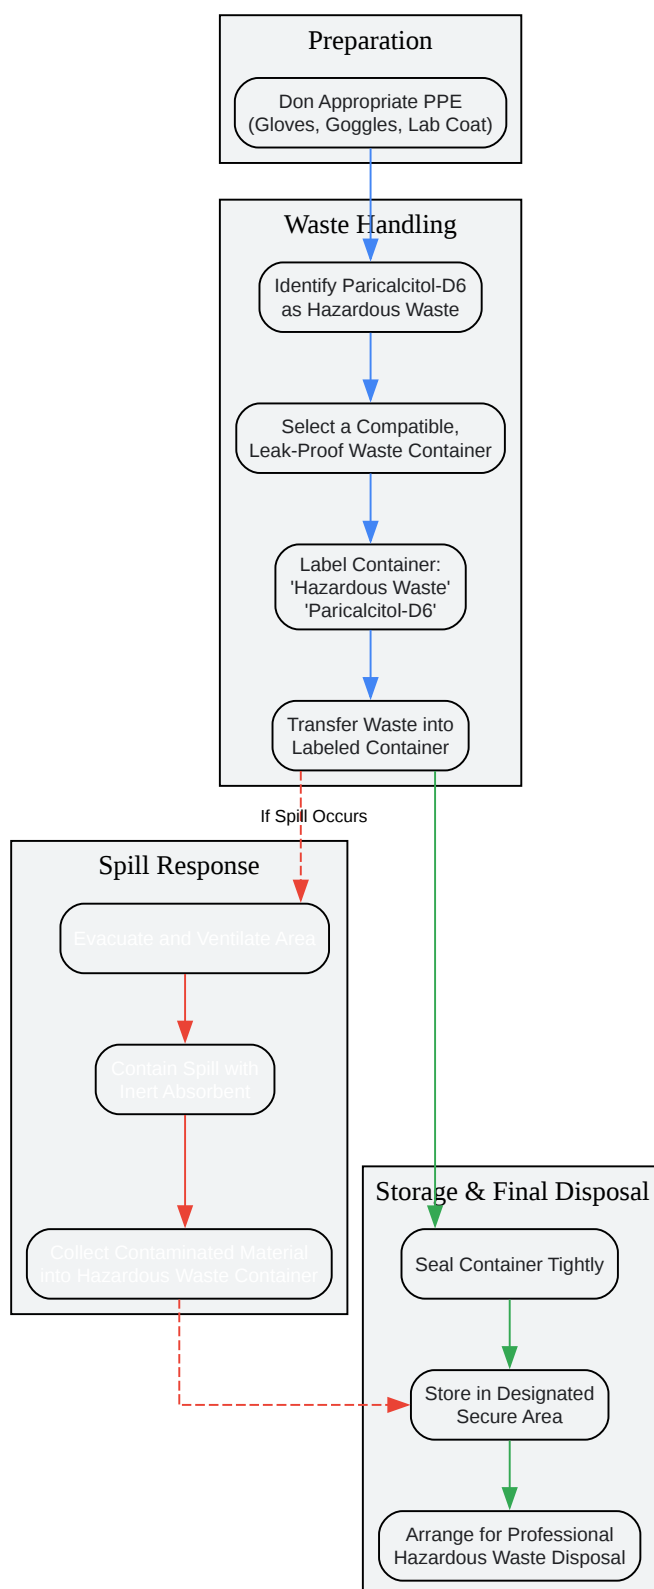 Preparation
Don Appropriate PPE
(Gloves, Goggles, Lab Coat)
Waste Handling
Identify Paricalcitol-D6
as Hazardous Waste
Select a Compatible,
Leak-Proof Waste Container
Label Container:
'Hazardous Waste'
'Paricalcitol-D6'
Transfer Waste into
Labeled Container
If Spill Occurs
Spill Response
Evacuate and Ventilate Area
Contain Spill with
Inert Absorbent
Collect Contaminated Material
into Hazardous Waste Container
Storage & Final Disposal
Seal Container Tightly
Store in Designated
Secure Area
Arrange for Professional
Hazardous Waste Disposal